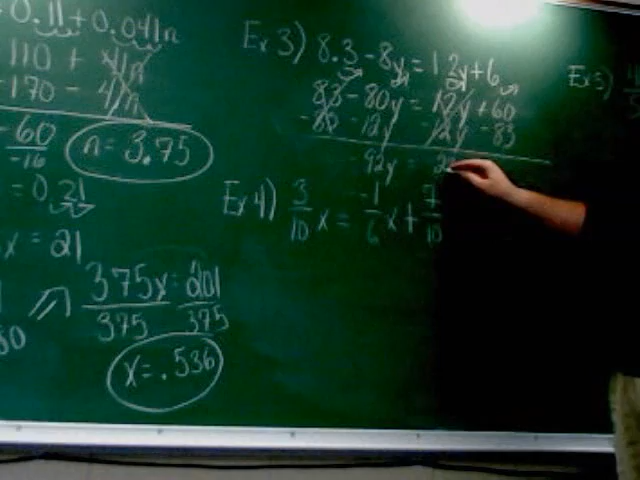 0.11 + 0.041n
110 + 41n
-170 - 41n
-60
-16
n = 3.75
= 0.21
x = 21
375x = 201
375 375
x = .536
Ex 3) 8.3 - 8y = 1.2y + 6
83 - 80y = 12y + 60
-12y -12y - 83
-92y =
Ex 4) 3/10 x = -1/6 x + 7/10
Ex 5)